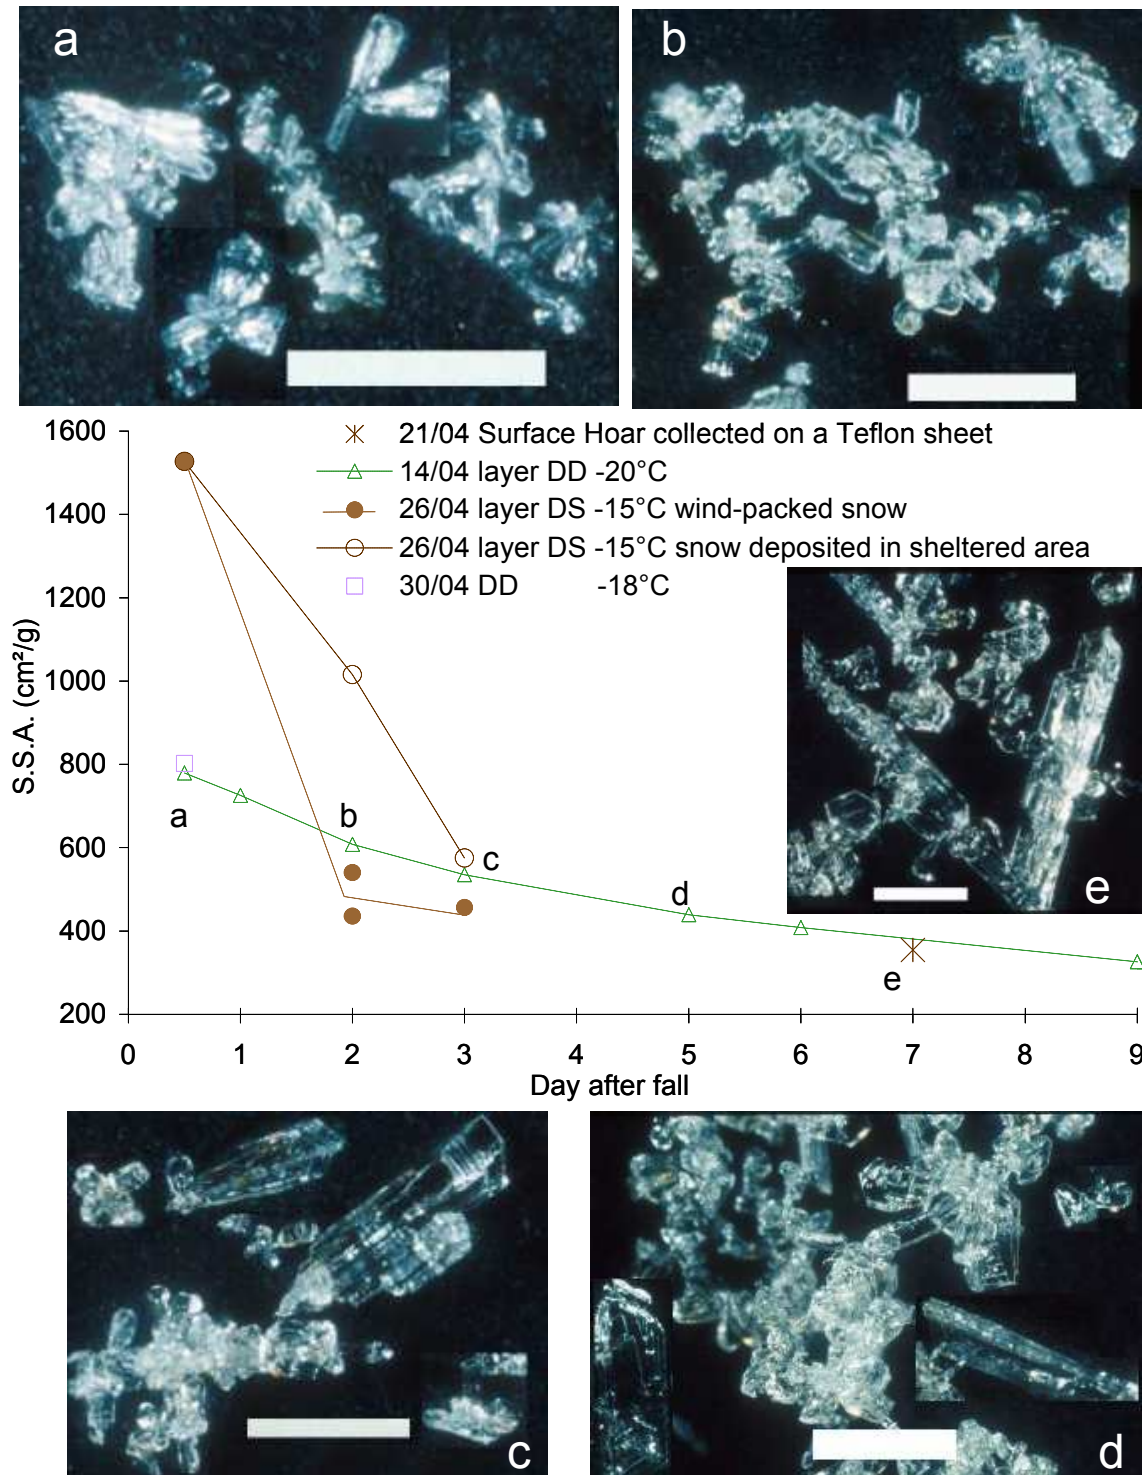 a
b
1600
1400
1200
1000
800
600
400
200
S.S.A. (cm²/g)
21/04 Surface Hoar collected on a Teflon sheet
14/04 layer DD -20°C
26/04 layer DS -15°C wind-packed snow
26/04 layer DS -15°C snow deposited in sheltered area
30/04 DD -18°C
a
b
c
d
e
e
0 1 2 3 4 5 6 7 8 9
Day after fall
c
d